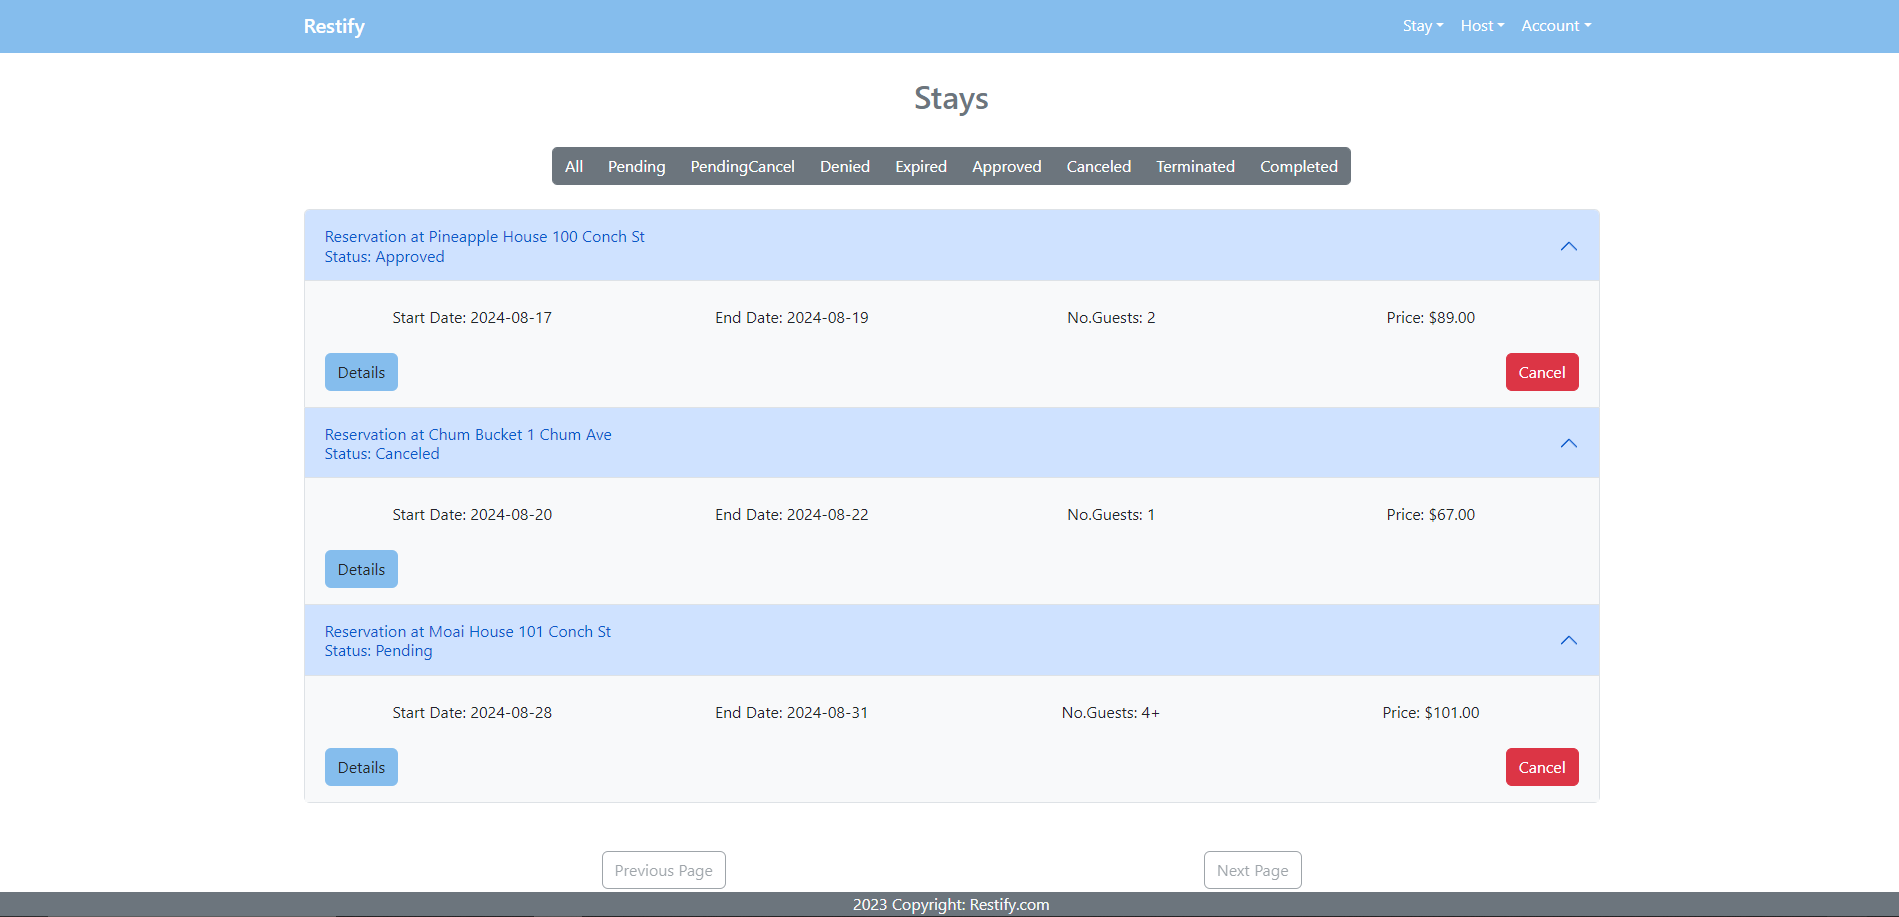 Restify
Stay Host Account
Stays
All Pending PendingCancel Denied Expired Approved Canceled Terminated Completed
Reservation at Pineapple House 100 Conch St
Status: Approved
Start Date: 2024-08-17 End Date: 2024-08-19 No.Guests: 2 Price: $89.00
Details Cancel
Reservation at Chum Bucket 1 Chum Ave
Status: Canceled
Start Date: 2024-08-20 End Date: 2024-08-22 No.Guests: 1 Price: $67.00
Details
Reservation at Moai House 101 Conch St
Status: Pending
Start Date: 2024-08-28 End Date: 2024-08-31 No.Guests: 4+ Price: $101.00
Details Cancel
Previous Page Next Page
2023 Copyright: Restify.com